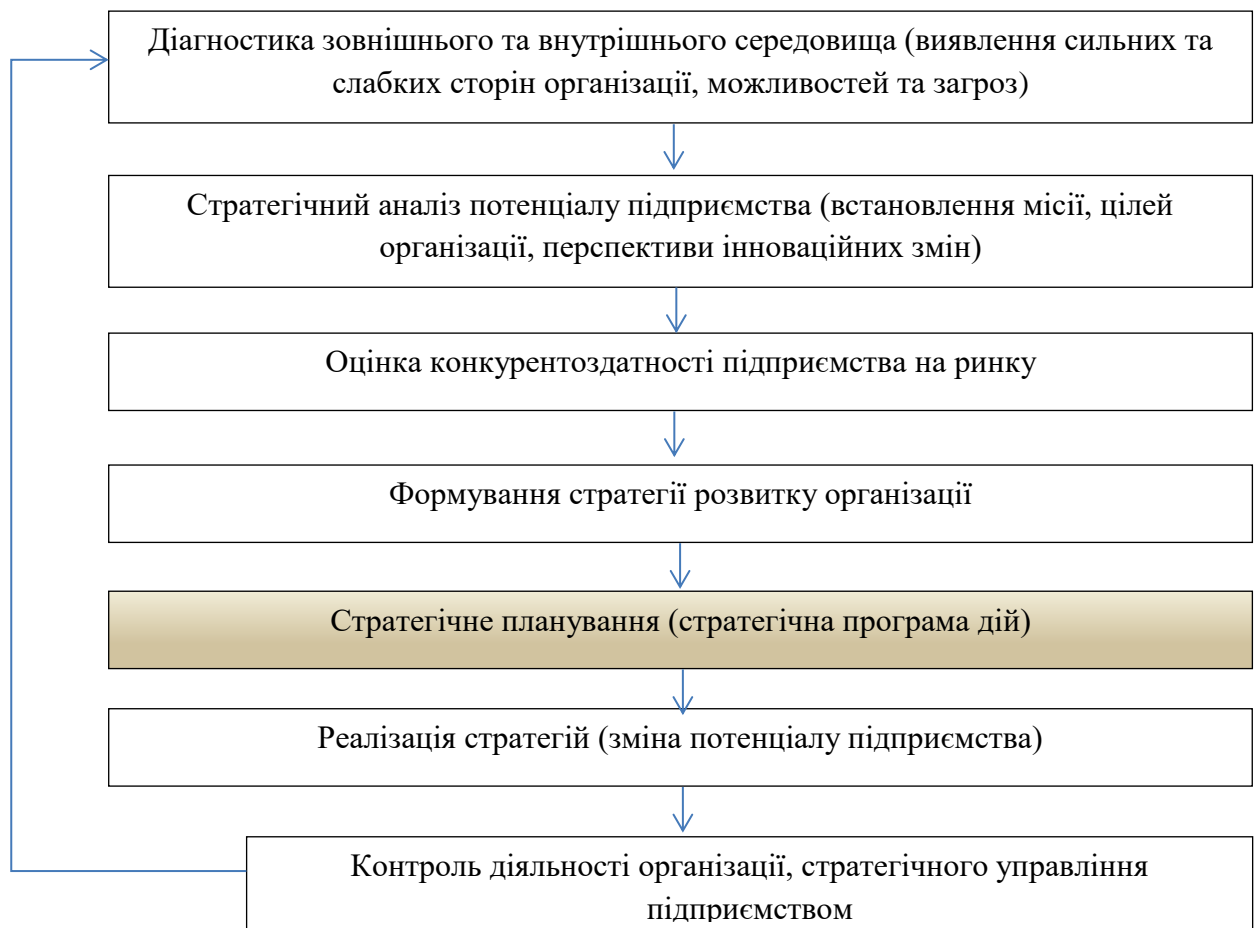 Діагностика зовнішнього та внутрішнього середовища (виявлення сильних та
слабких сторін організації, можливостей та загроз)
Стратегічний аналіз потенціалу підприємства (встановлення місії, цілей
організації, перспективи інноваційних змін)
Оцінка конкурентоздатності підприємства на ринку
Формування стратегії розвитку організації
Стратегічне планування (стратегічна програма дій)
Реалізація стратегій (зміна потенціалу підприємства)
Контроль діяльності організації, стратегічного управління
підприємством